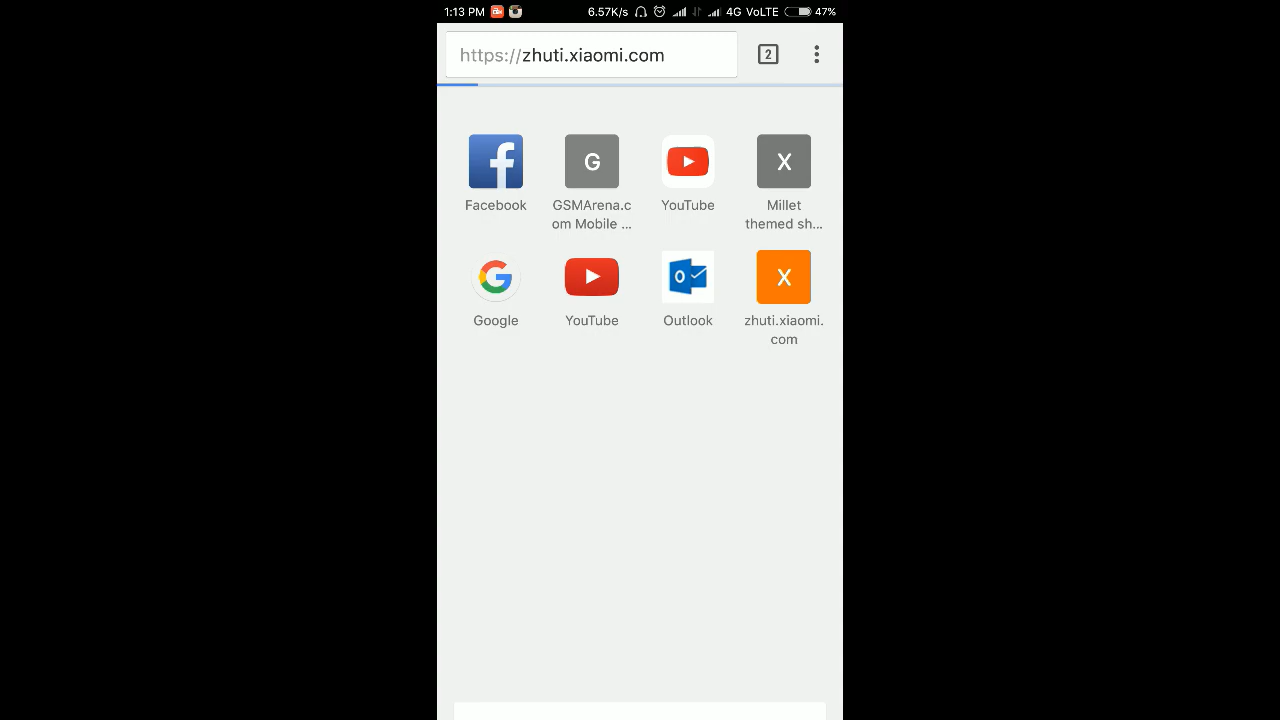 1:13 PM 6.57K/s 4G VoLTE 47%
https://zhuti.xiaomi.com 2
G X
Facebook GSMArena.c YouTube Millet
om Mobile ... themed sh...
O X
Google YouTube Outlook zhuti.xiaomi.
com